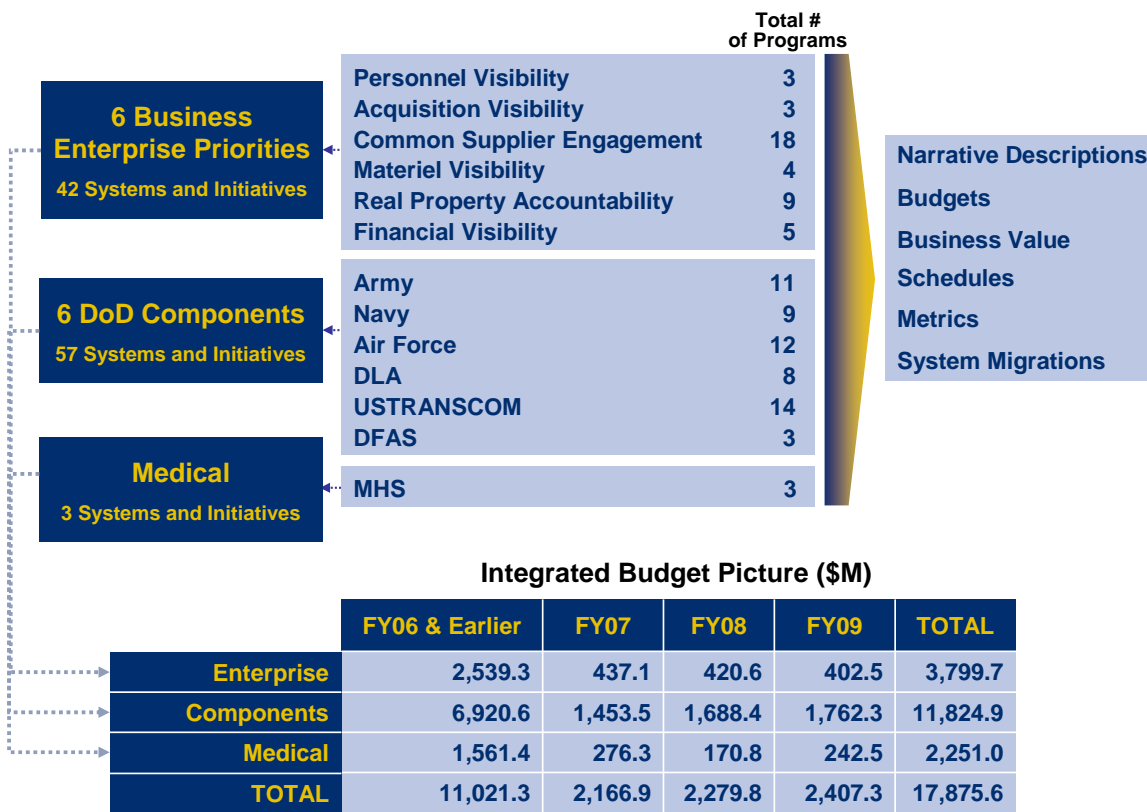 Total #
of Programs
6 Business
Enterprise Priorities
42 Systems and Initiatives
Personnel Visibility 3
Acquisition Visibility 3
Common Supplier Engagement 18
Materiel Visibility 4
Real Property Accountability 9
Financial Visibility 5
6 DoD Components
57 Systems and Initiatives
Army 11
Navy 9
Air Force 12
DLA 8
USTRANSCOM 14
DFAS 3
Medical
3 Systems and Initiatives
MHS 3
Narrative Descriptions
Budgets
Business Value
Schedules
Metrics
System Migrations
Integrated Budget Picture ($M)
FY06 & Earlier FY07 FY08 FY09 TOTAL
Enterprise 2,539.3 437.1 420.6 402.5 3,799.7
Components 6,920.6 1,453.5 1,688.4 1,762.3 11,824.9
Medical 1,561.4 276.3 170.8 242.5 2,251.0
TOTAL 11,021.3 2,166.9 2,279.8 2,407.3 17,875.6